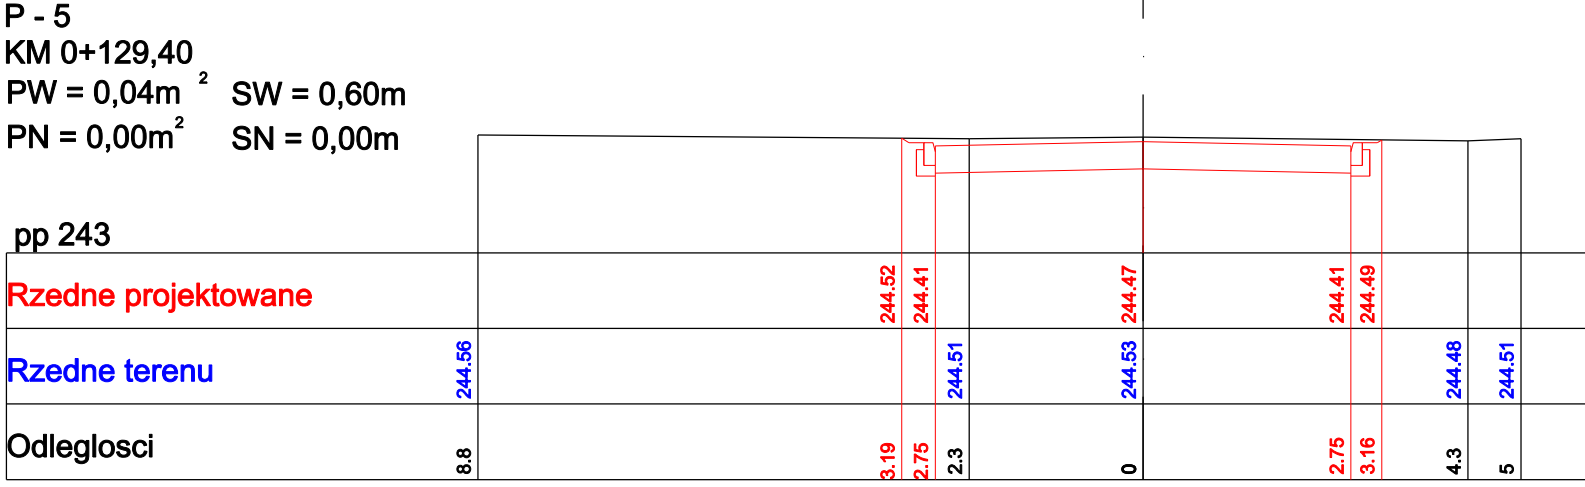 P - 5
KM 0+129,40
PW = 0,04m 2 SW = 0,60m
PN = 0,00m2 SN = 0,00m
pp 243
Rzedne projektowane 244.52 244.41 244.47 244.41 244.49
Rzedne terenu 244.56 244.51 244.53 244.48 244.51
Odleglosci 8.8 3.19 2.75 2.3 0 2.75 3.16 4.3 5